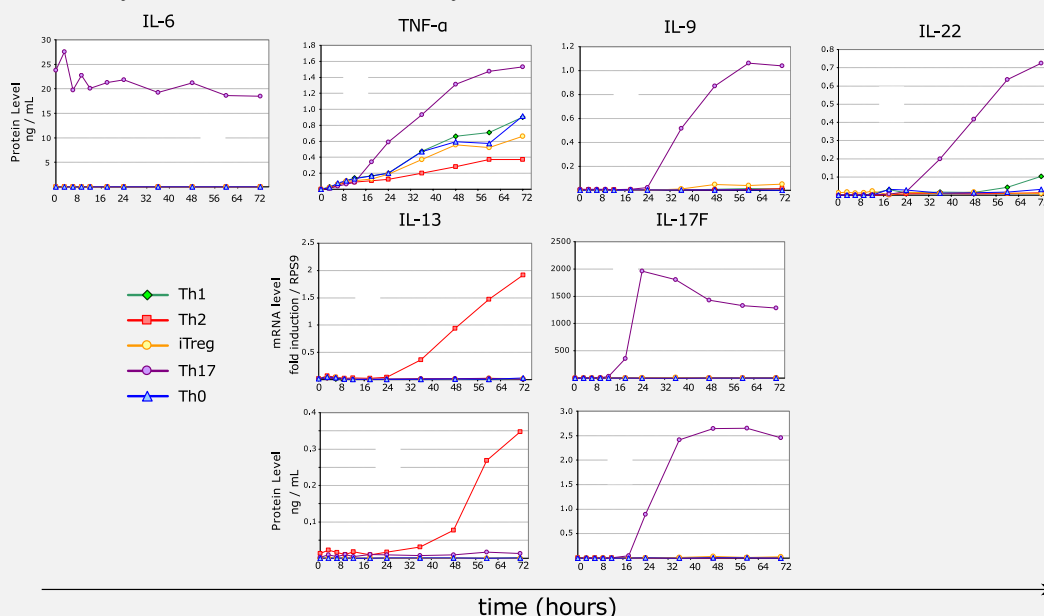 IL-6
TNF-α
IL-9
IL-22
Protein Level
ng / mL
30
25
20
15
10
5
0 8 16 24 32 40 48 56 64 72
1.8
1.6
1.4
1.2
1.0
0.8
0.6
0.4
0.2
0 8 16 24 32 40 48 56 64 72
1.2
1.0
0.8
0.6
0.4
0.2
0 8 16 24 32 40 48 56 64 72
0,8
0,7
0,6
0,5
0,4
0,3
0,2
0,1
0 8 16 24 32 40 48 56 64 72
IL-13
IL-17F
mRNA level
fold induction / RPS9
2.5
2
1.5
1
0.5
0 8 16 24 32 40 48 56 64 72
2500
2000
1500
1000
500
0 8 16 24 32 40 48 56 64 72
Th1
Th2
iTreg
Th17
Th0
Protein Level
ng / mL
0.4
0.3
0.2
0.1
0 8 16 24 32 40 48 56 64 72
3.0
2.5
2.0
1.5
1.0
0.5
0 8 16 24 32 40 48 56 64 72
time (hours)